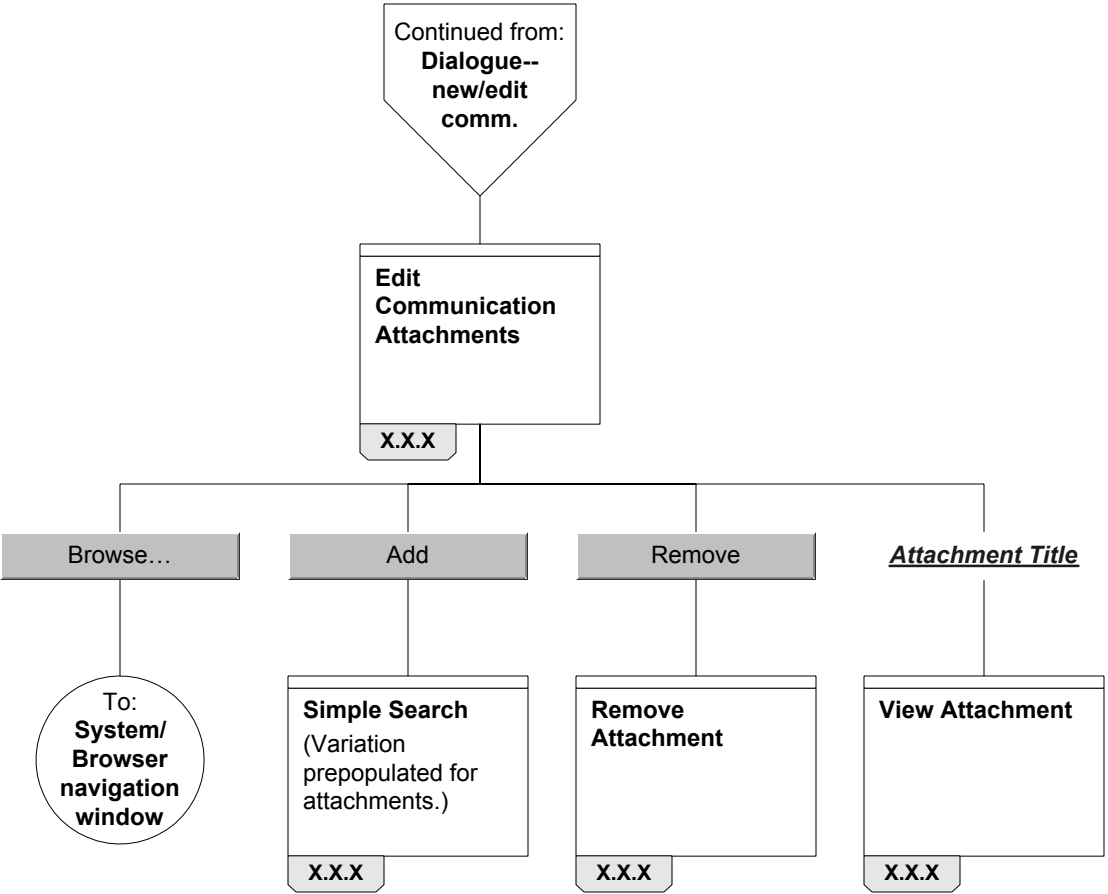 Continued from:
Dialogue--
new/edit
comm.
Edit
Communication
Attachments
X.X.X
Browse…
Add
Remove
Attachment Title
To:
System/
Browser
navigation
window
Simple Search
(Variation
prepopulated for
attachments.)
X.X.X
Remove
Attachment
X.X.X
View Attachment
X.X.X